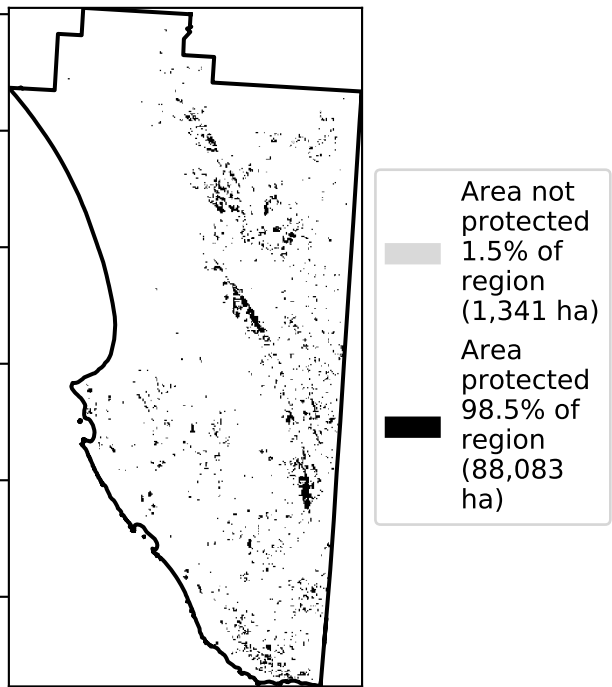 Area not
protected
1.5% of
region
(1,341 ha)
Area
protected
98.5% of
region
(88,083
ha)